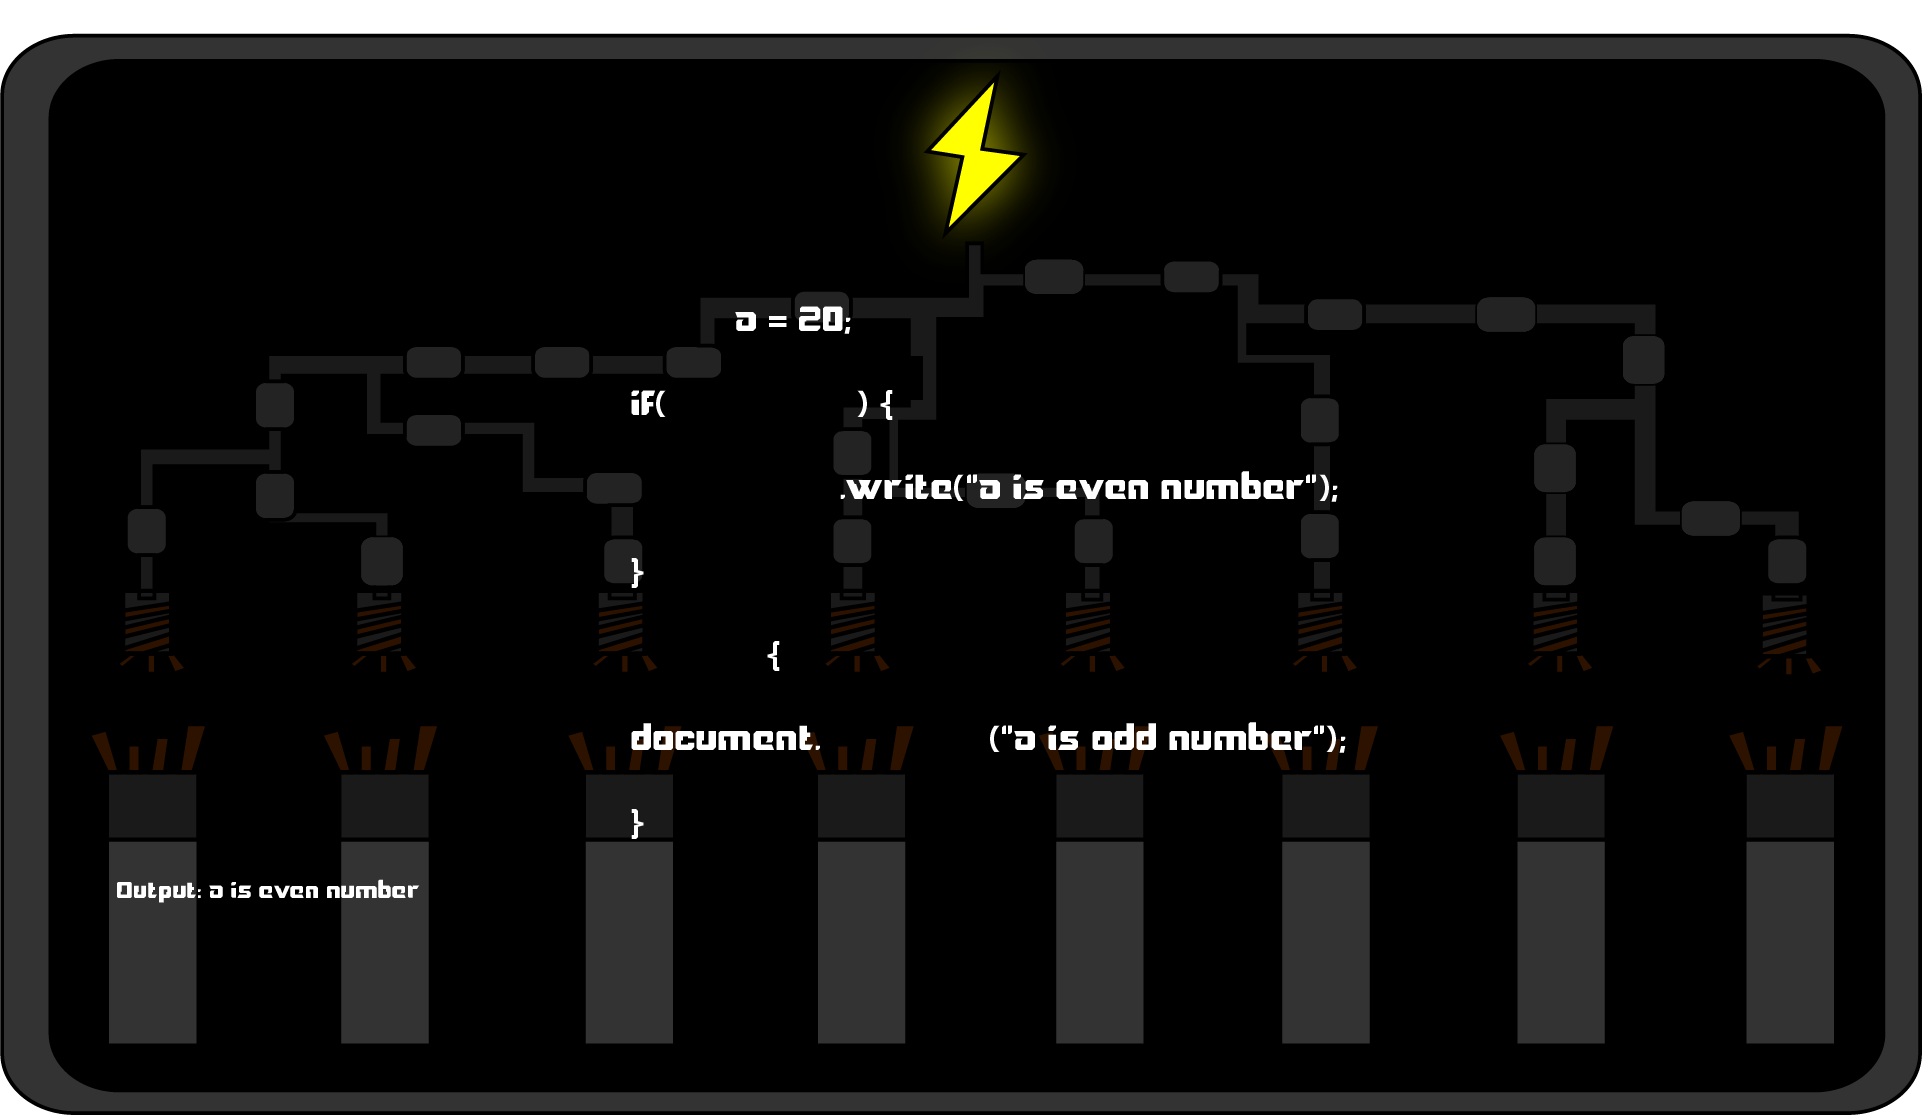 a = 20;
if( ) {
.write("a is even number");
}
{
document. ("a is odd number");
}
Output: a is even number